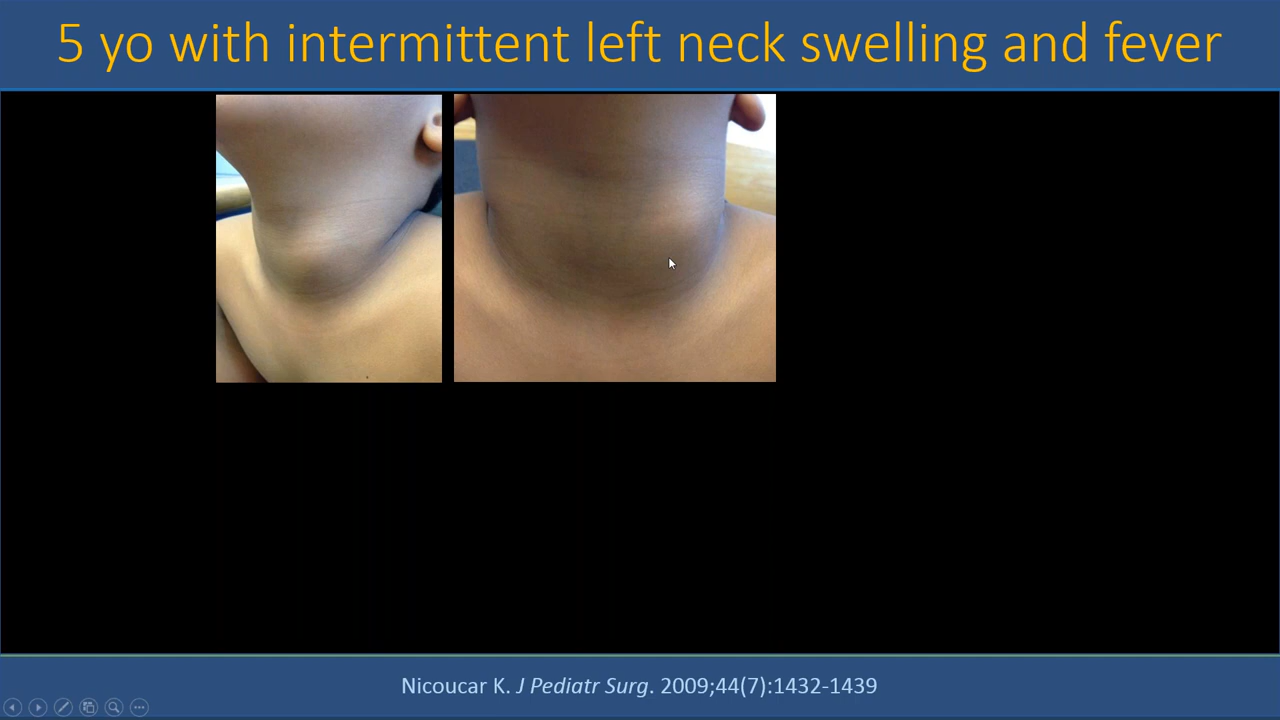 5 yo with intermittent left neck swelling and fever
Nicoucar K. J Pediatr Surg. 2009;44(7):1432-1439